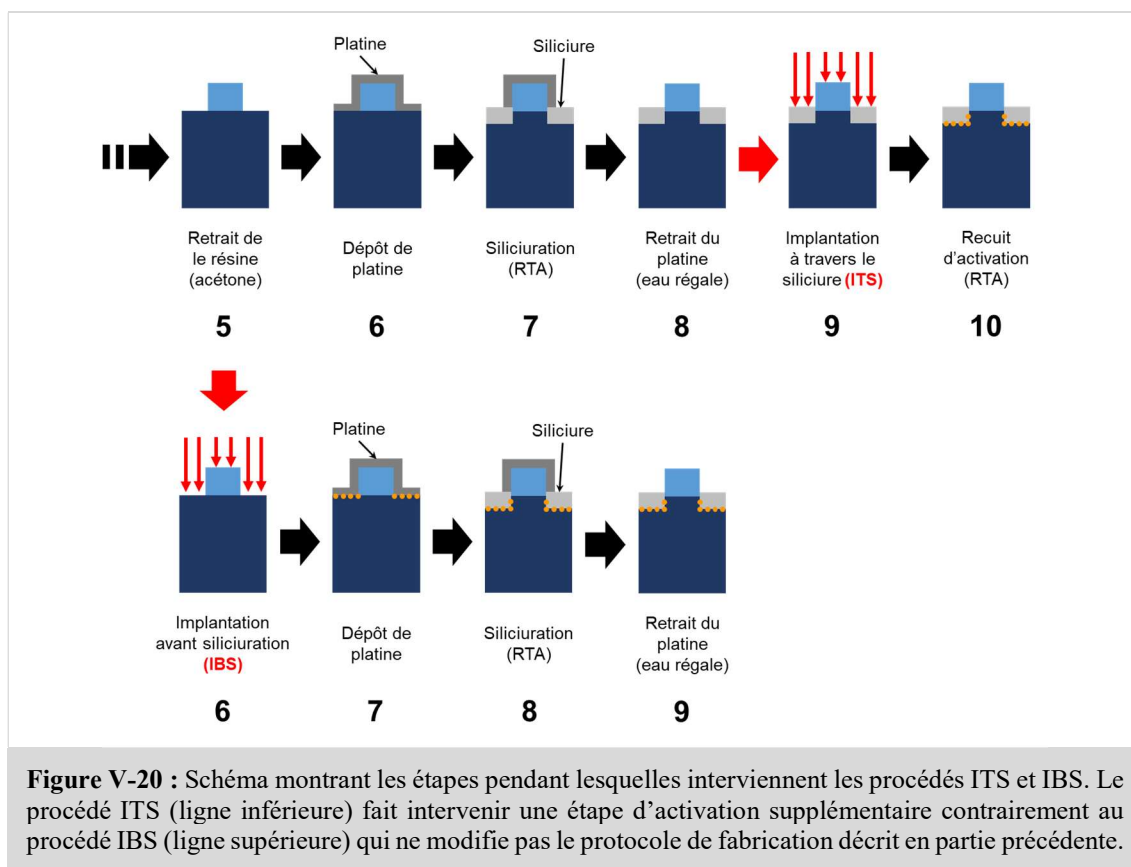 Platine
Siliciure
Retrait de
le résine
(acétone)
5
Dépôt de
platine
6
Siliciuration
(RTA)
7
Retrait du
platine
(eau régale)
8
Implantation
à travers le
siliciure (ITS)
9
Recuit
d'activation
(RTA)
10
Platine
Siliciure
Implantation
avant siliciuration
(IBS)
6
Dépôt de
platine
7
Siliciuration
(RTA)
8
Retrait du
platine
(eau régale)
9
Figure V-20 : Schéma montrant les étapes pendant lesquelles interviennent les procédés ITS et IBS. Le
procédé ITS (ligne inférieure) fait intervenir une étape d'activation supplémentaire contrairement au
procédé IBS (ligne supérieure) qui ne modifie pas le protocole de fabrication décrit en partie précédente.